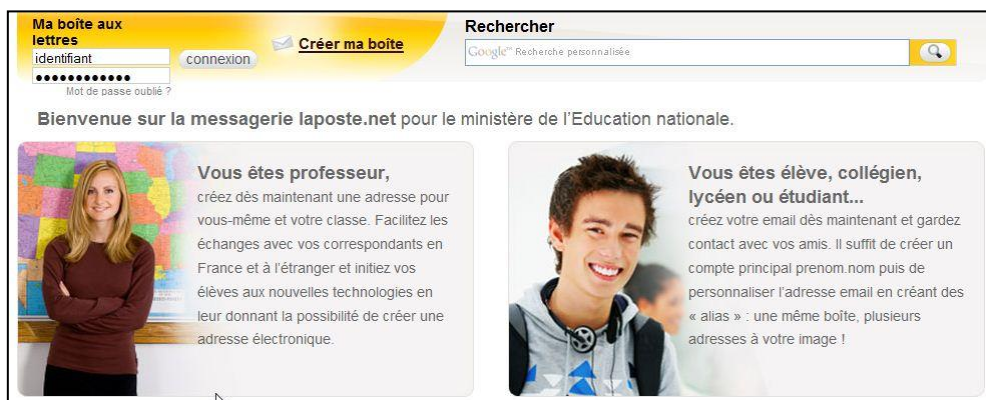 Ma boîte aux
lettres
identifiant
connexion
Mot de passe oublié ?
Créer ma boîte
Rechercher
Google™ Recherche personnalisée
Bienvenue sur la messagerie laposte.net pour le ministère de l’Education nationale.
Vous êtes professeur,
créez dès maintenant une adresse pour
vous-même et votre classe. Facilitez les
échanges avec vos correspondants en
France et à l’étranger et initiez vos
élèves aux nouvelles technologies en
leur donnant la possibilité de créer une
adresse électronique.
Vous êtes élève, collégien,
lycéen ou étudiant...
créez votre email dès maintenant et gardez
contact avec vos amis. Il suffit de créer un
compte principal prenom.nom puis de
personnaliser l’adresse email en créant des
« alias » : une même boîte, plusieurs
adresses à votre image !